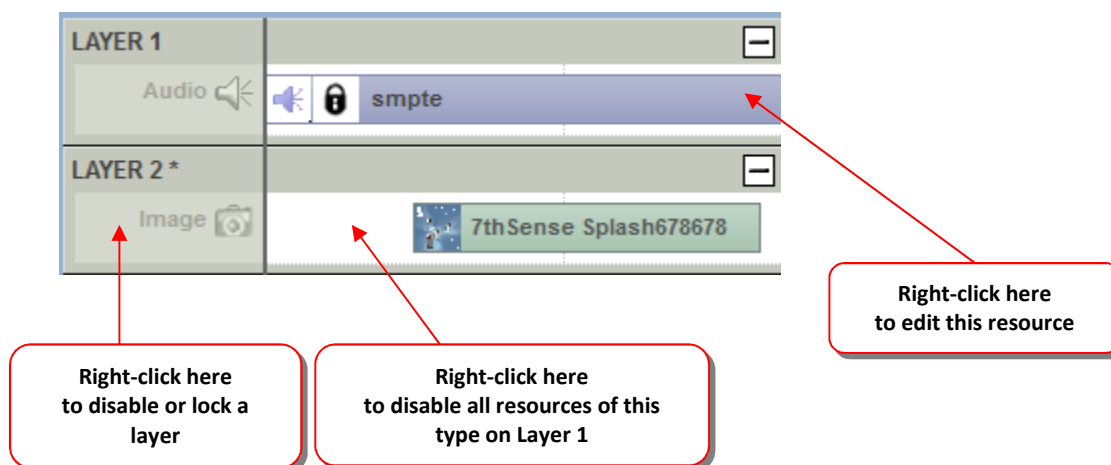 LAYER 1
Audio
smpte
LAYER 2 *
Image
7thSense Splash678678
Right-click here
to edit this resource
Right-click here
to disable or lock a
layer
Right-click here
to disable all resources of this
type on Layer 1